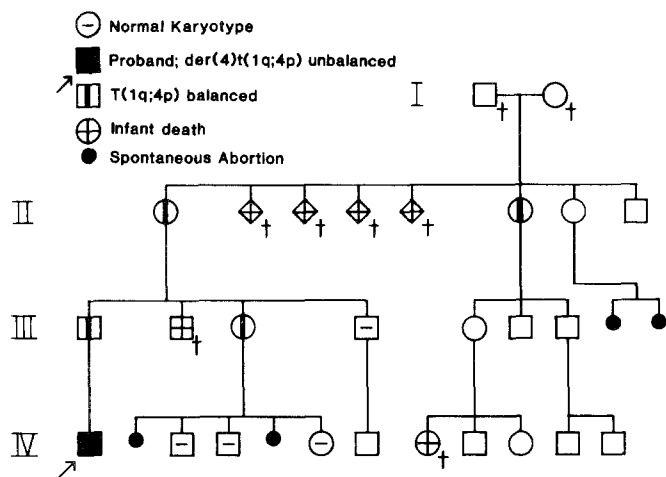 Normal Karyotype
Proband; der(4)t(1q;4p) unbalanced
T(1q;4p) balanced
Infant death
Spontaneous Abortion
I
II
III
IV